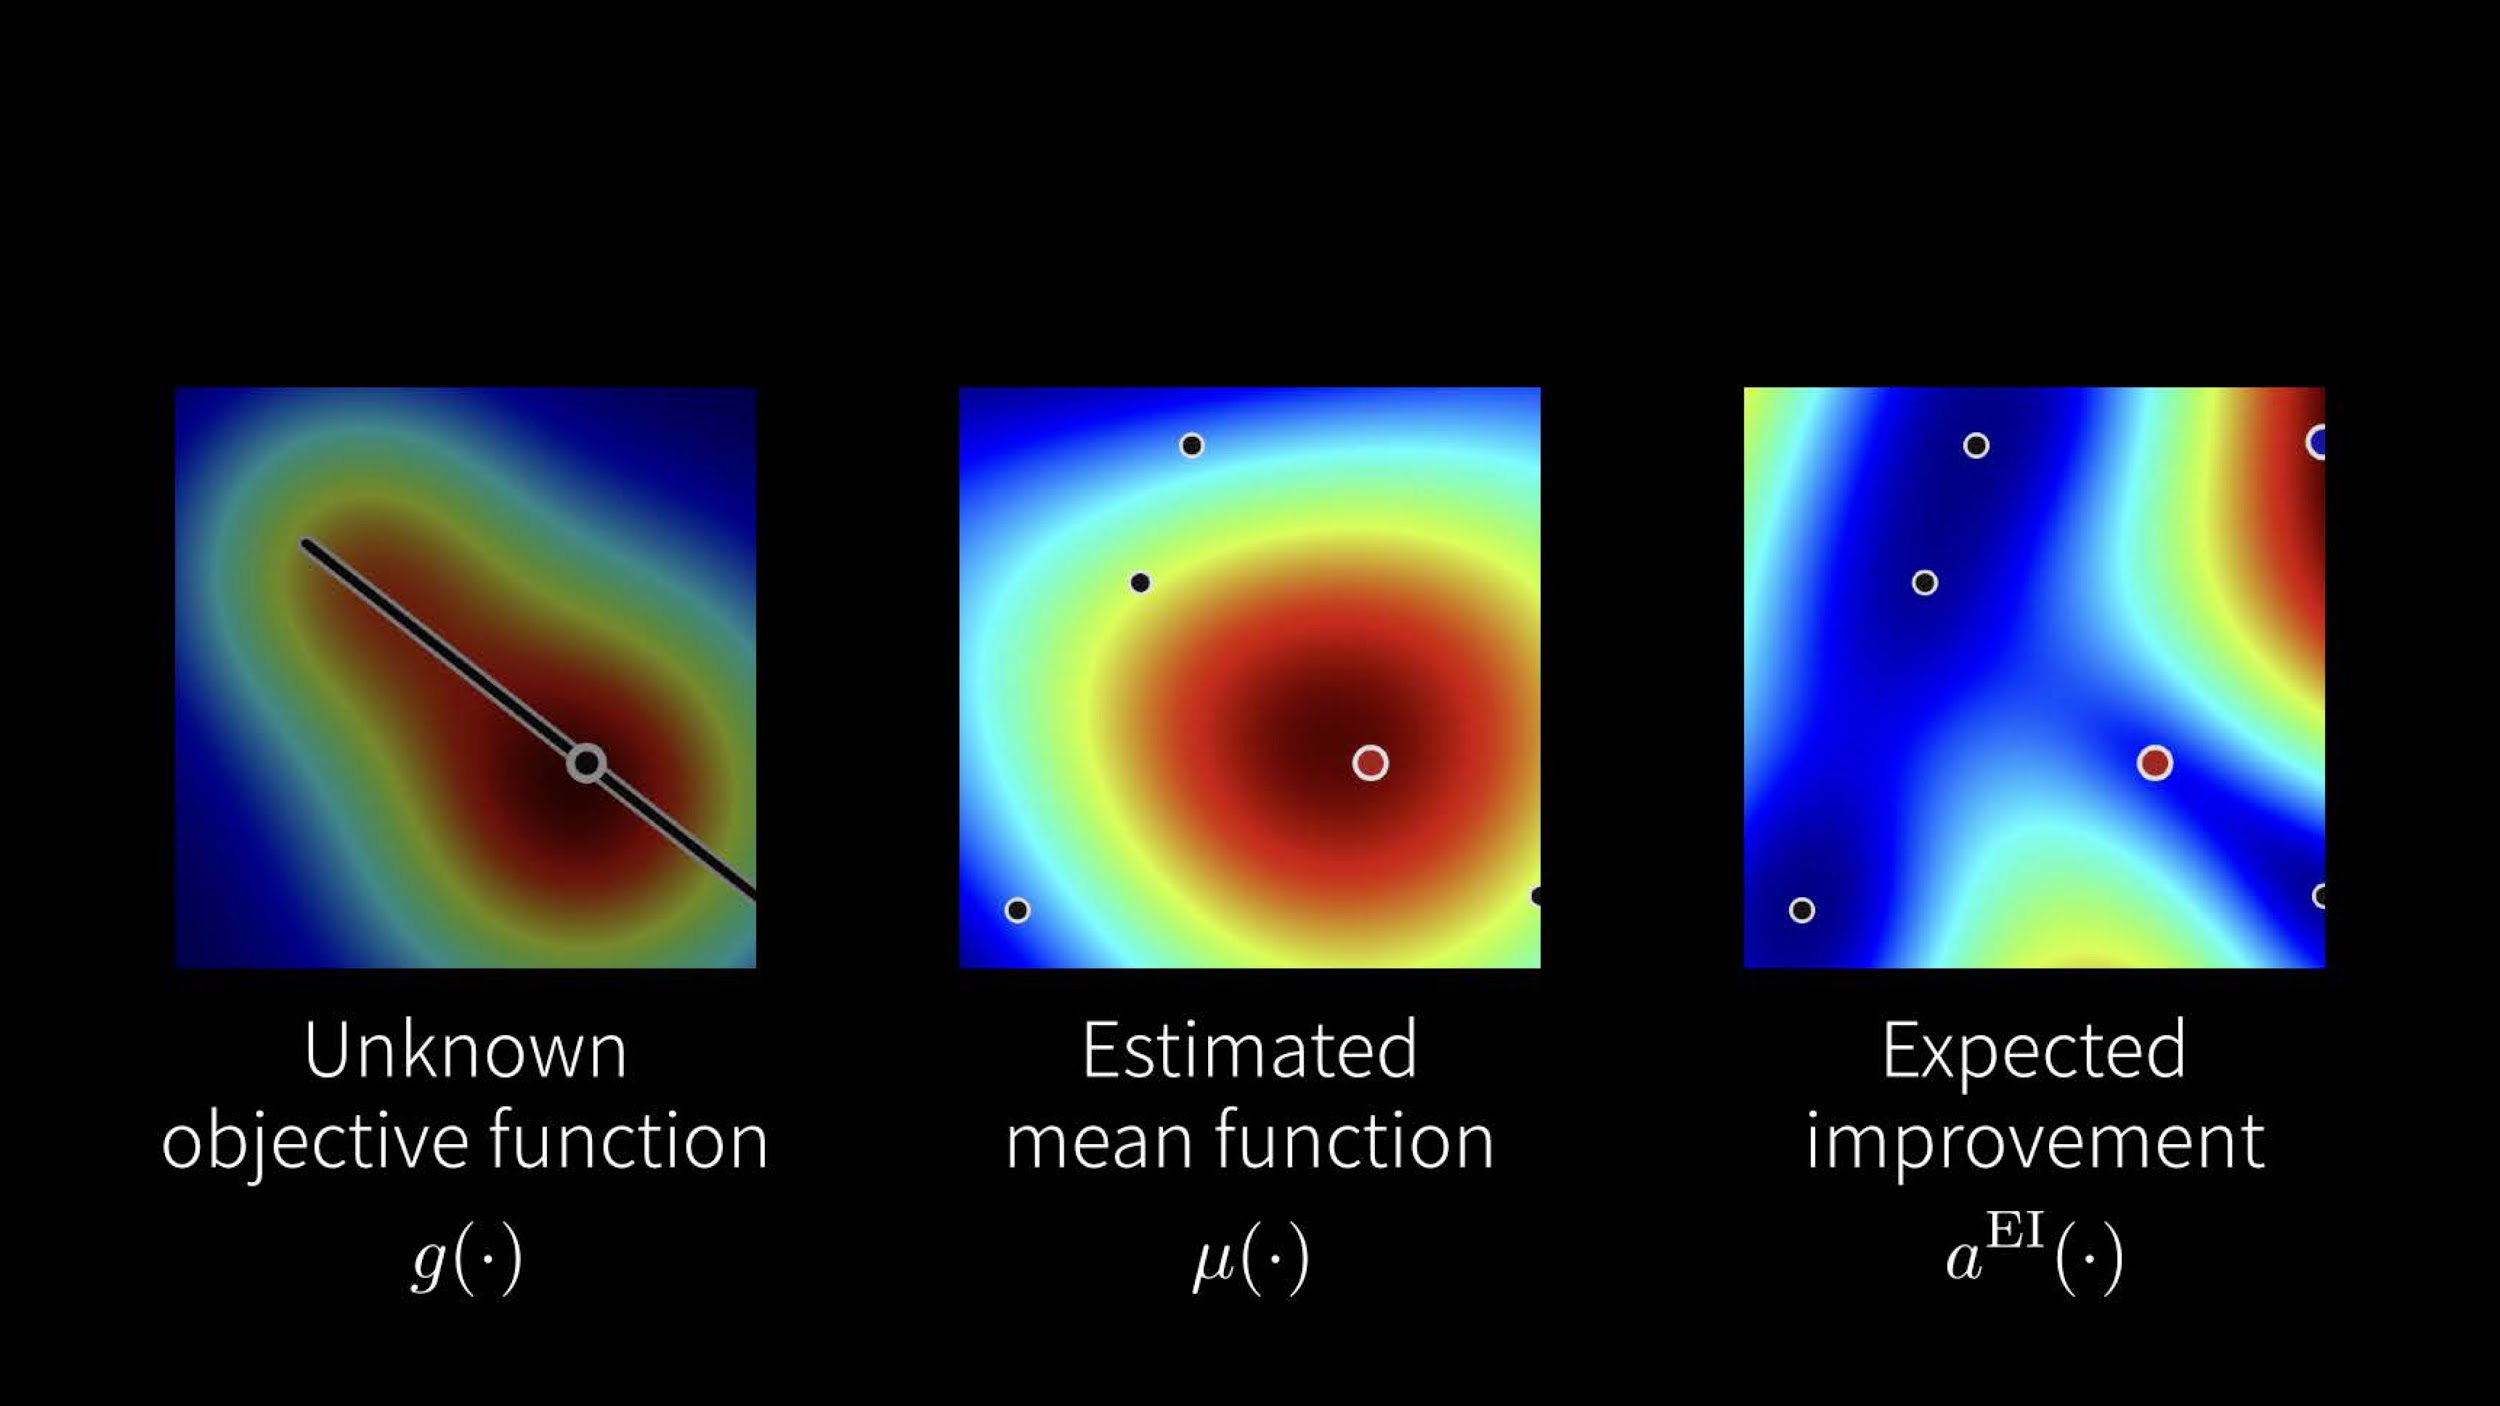 Unknown
objective function
g(·)
Estimated
mean function
μ(·)
Expected
improvement
a^EI(·)